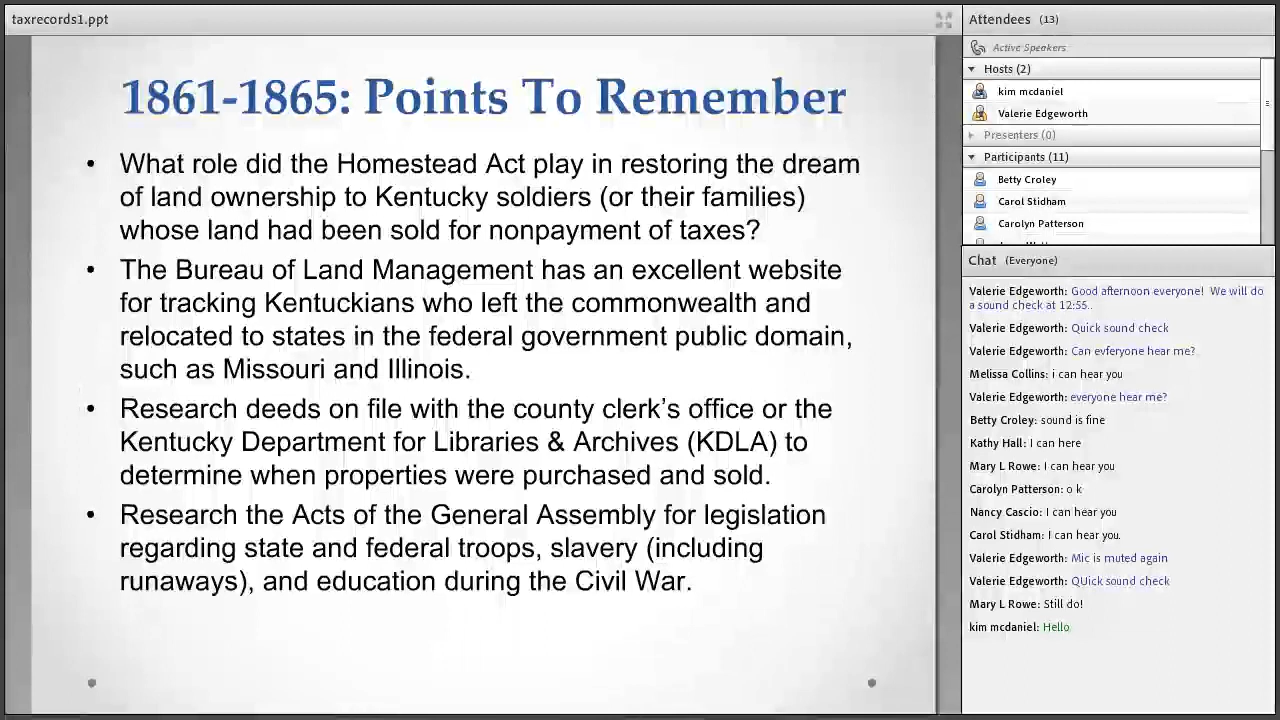 taxrecords1.ppt
1861-1865: Points To Remember
• What role did the Homestead Act play in restoring the dream
of land ownership to Kentucky soldiers (or their families)
whose land had been sold for nonpayment of taxes?
• The Bureau of Land Management has an excellent website
for tracking Kentuckians who left the commonwealth and
relocated to states in the federal government public domain,
such as Missouri and Illinois.
• Research deeds on file with the county clerk’s office or the
Kentucky Department for Libraries & Archives (KDLA) to
determine when properties were purchased and sold.
• Research the Acts of the General Assembly for legislation
regarding state and federal troops, slavery (including
runaways), and education during the Civil War.
Attendees (13)
Active Speakers
Hosts (2)
kim mcdaniel
Valerie Edgeworth
Presenters (0)
Participants (11)
Betty Croley
Carol Stidham
Carolyn Patterson
Chat (Everyone)
Valerie Edgeworth: Good afternoon everyone! We will do
a sound check at 12:55..
Valerie Edgeworth: Quick sound check
Valerie Edgeworth: Can evferyone hear me?
Melissa Collins: i can hear you
Valerie Edgeworth: everyone hear me?
Betty Croley: sound is fine
Kathy Hall: I can here
Mary L Rowe: I can hear you
Carolyn Patterson: o k
Nancy Cascio: I can hear you
Carol Stidham: I can hear you.
Valerie Edgeworth: Mic is muted again
Valerie Edgeworth: QUick sound check
Mary L Rowe: Still do!
kim mcdaniel: Hello